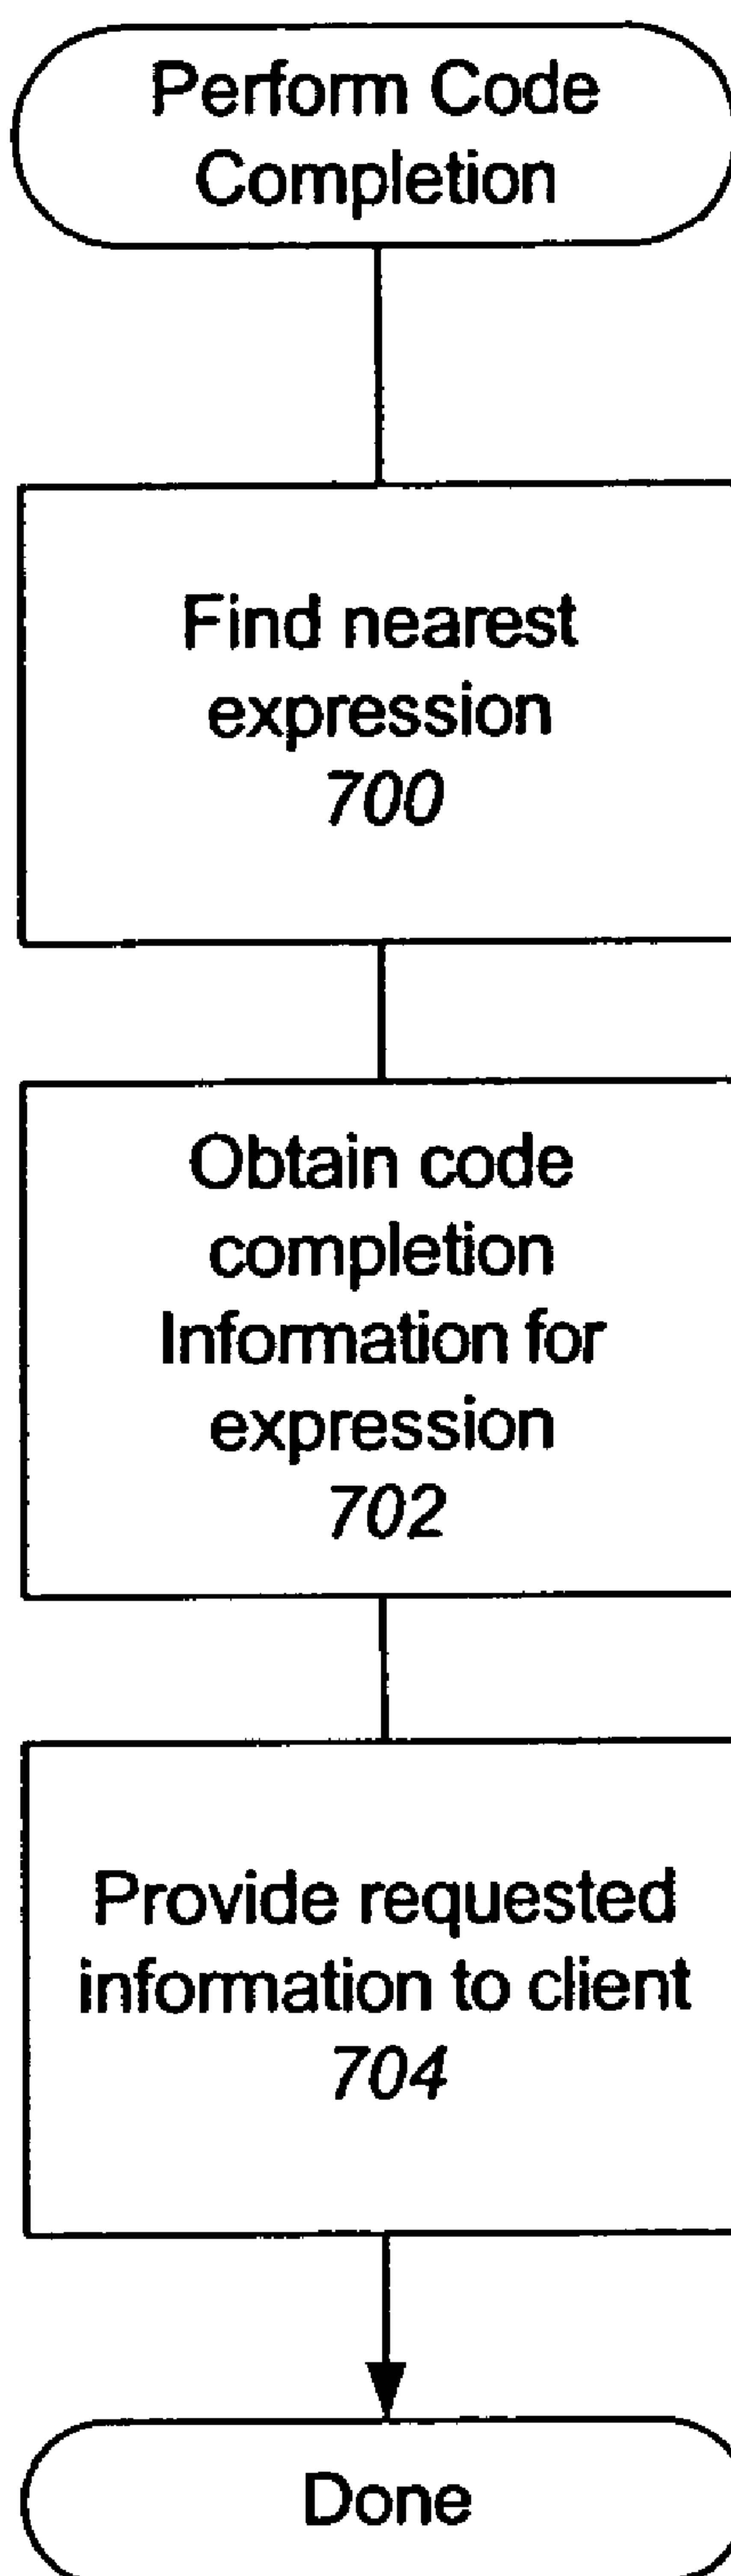 Perform Code
Completion
Find nearest
expression
700
Obtain code
completion
Information for
expression
702
Provide requested
information to client
704
Done